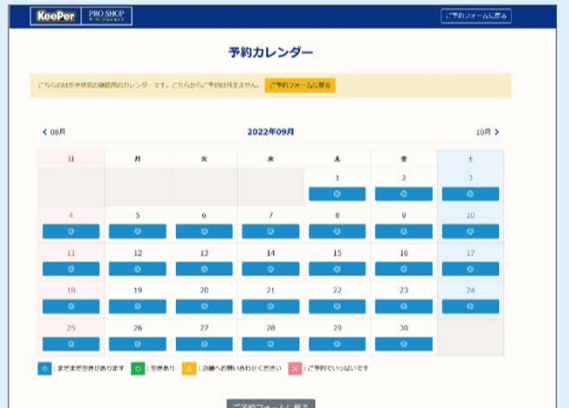 KeePer PRO SHOP
ご予約フォームに戻る
予約カレンダー
こちらは空き状況の確認用のカレンダーです。こちらからご予約は行えません。 ご予約フォームに戻る
< 08月 2022年09月 10月 >
日 月 火 水 木 金 土
1 2 3
◎ ◎ ◎
4 5 6 7 8 9 10
◎ ◎ ◎ ◎ ◎ ◎ ◎
11 12 13 14 15 16 17
◎ ◎ ◎ ◎ ◎ ◎ ◎
18 19 20 21 22 23 24
◎ ◎ ◎ ◎ ◎ ◎ ◎
25 26 27 28 29 30
◎ ◎ ◎ ◎ ◎ ◎
◎ : まだまだ空きがあります ○ : 空きあり △ : 店舗へお問い合わせください × : ご予約でいっぱいです
ご予約フォームに戻る